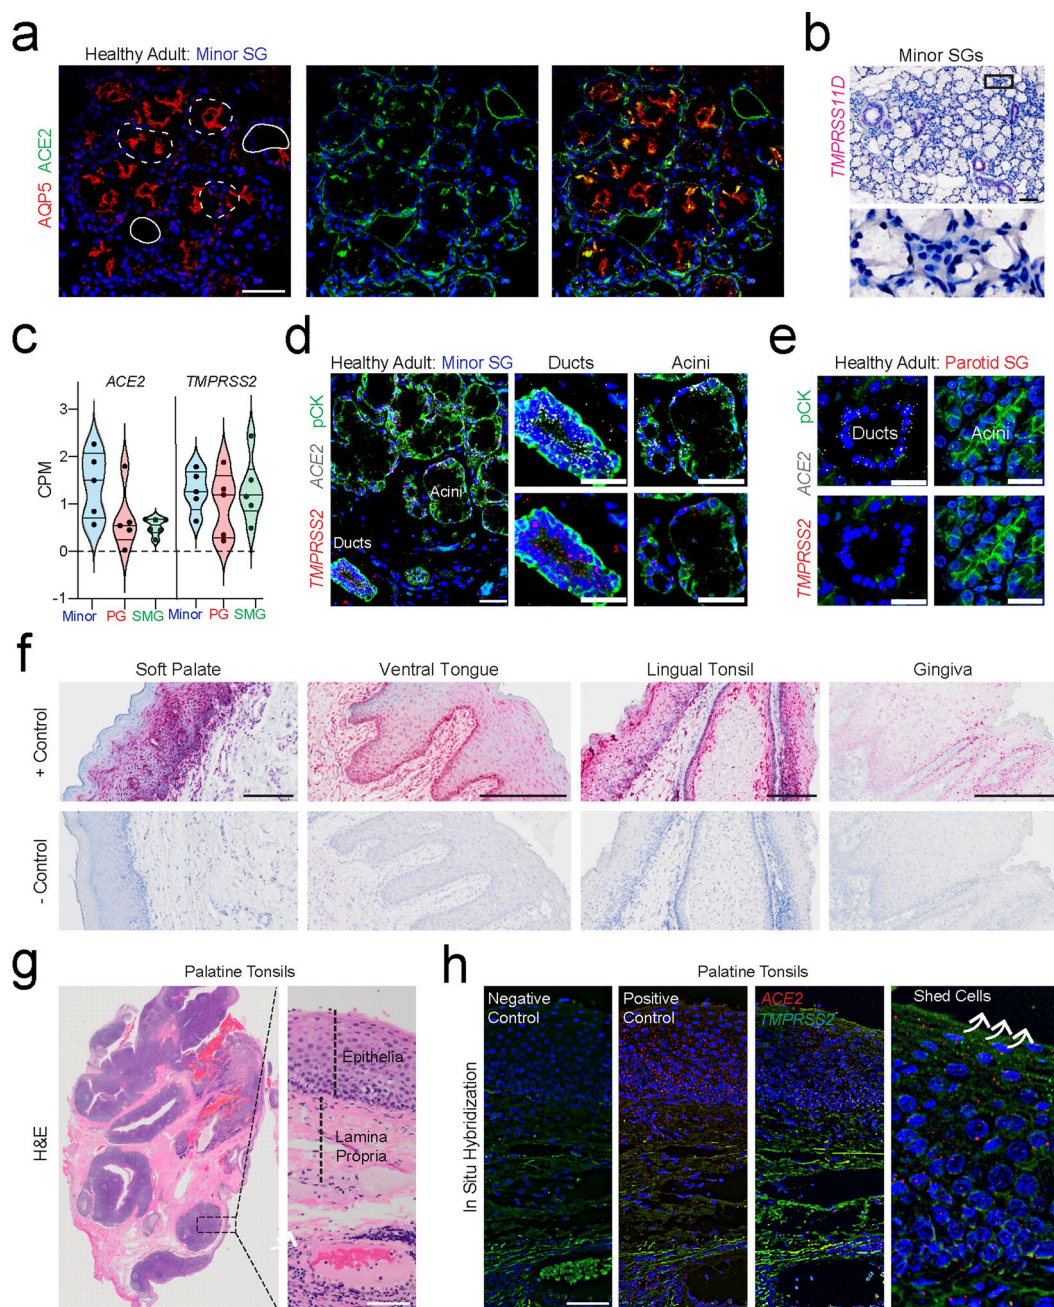 a
Healthy Adult: Minor SG
AQP5 ACE2
b
Minor SGs
TMPRSS11D
c
ACE2 TMPRSS2
CPM
3
2
1
0
-1
Minor PG SMG Minor PG SMG
d
Healthy Adult: Minor SG Ducts Acini
TMPRSS2 ACE2 pCK
Acini
Ducts
e
Healthy Adult: Parotid SG
TMPRSS2 ACE2 pCK
Ducts Acini
f
Soft Palate Ventral Tongue Lingual Tonsil Gingiva
+ Control
- Control
g
Palatine Tonsils
H&E
Epithelia
Lamina
Propria
h
Palatine Tonsils
In Situ Hybridization
Negative
Control
Positive
Control
ACE2
TMPRSS2
Shed Cells